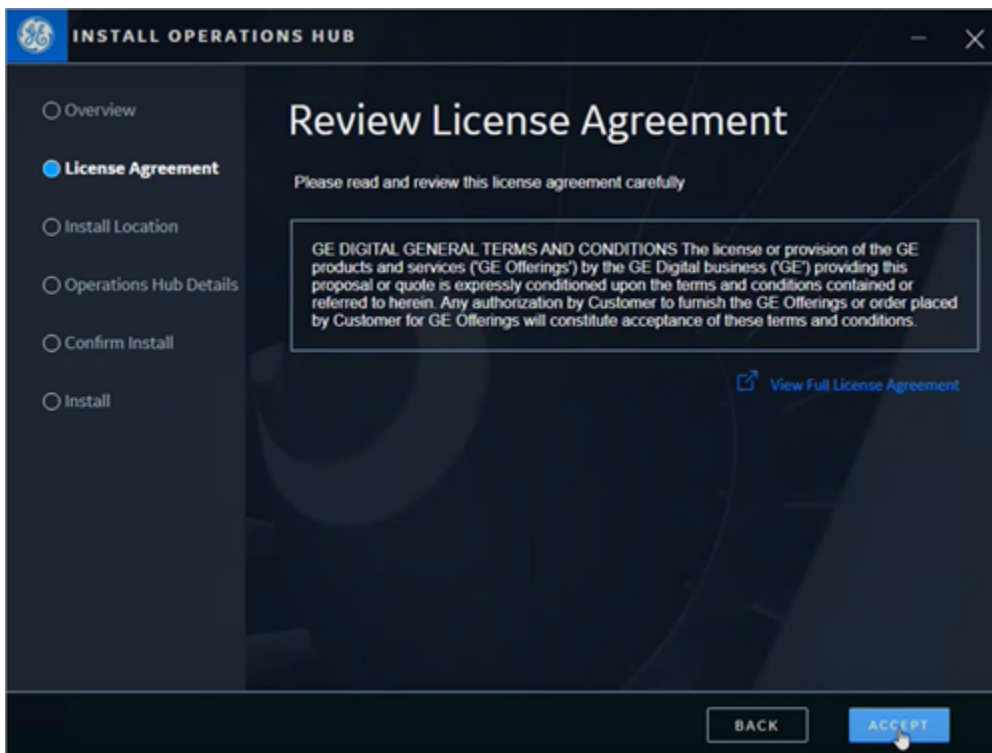 INSTALL OPERATIONS HUB
Overview
License Agreement
Install Location
Operations Hub Details
Confirm Install
Install
Review License Agreement
Please read and review this license agreement carefully
GE DIGITAL GENERAL TERMS AND CONDITIONS The license or provision of the GE
products and services ('GE Offerings') by the GE Digital business ('GE') providing this
proposal or quote is expressly conditioned upon the terms and conditions contained or
referred to herein. Any authorization by Customer to furnish the GE Offerings or order placed
by Customer for GE Offerings will constitute acceptance of these terms and conditions.
View Full License Agreement
BACK
ACCEPT